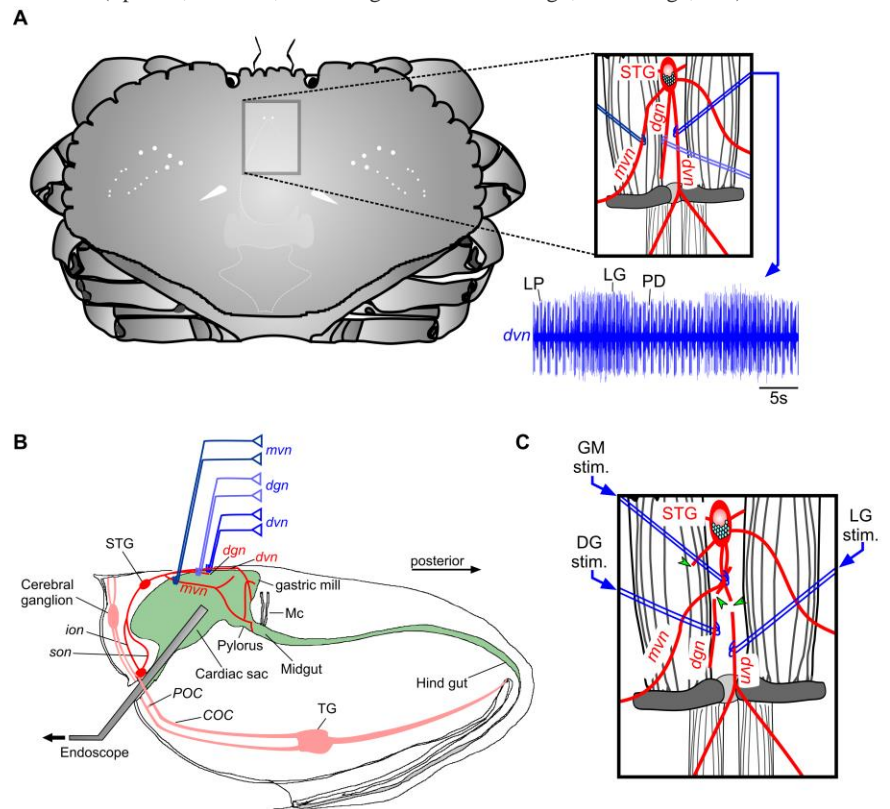 A
STG
dgn
mvn
dvn
LP
LG
PD
dvn
5s
B
mvn
dgn
dvn
STG
dgn
dvn
posterior
Cerebral
ganglion
mvn
gastric mill
Mc
ion
Pylorus
son
Cardiac sac
Midgut
Hind gut
POC
COC
TG
Endoscope
C
GM
stim.
STG
LG
stim.
DG
stim.
mvn
dgn
dvn